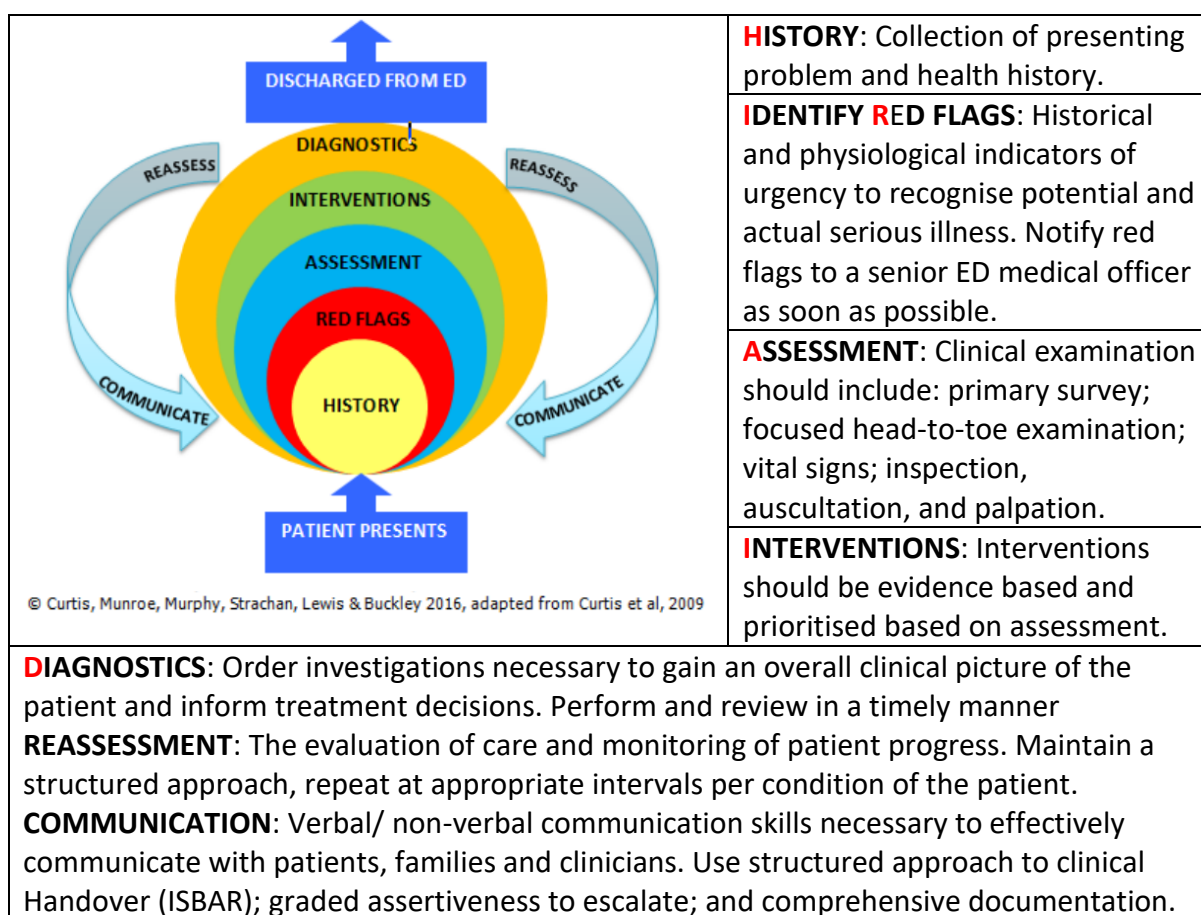 DISCHARGED FROM ED
DIAGNOSTICS
REASSESS
REASSESS
INTERVENTIONS
ASSESSMENT
RED FLAGS
COMMUNICATE
COMMUNICATE
HISTORY
PATIENT PRESENTS
© Curtis, Munroe, Murphy, Strachan, Lewis & Buckley 2016, adapted from Curtis et al, 2009
HISTORY: Collection of presenting
problem and health history.
IDENTIFY RED FLAGS: Historical
and physiological indicators of
urgency to recognise potential and
actual serious illness. Notify red
flags to a senior ED medical officer
as soon as possible.
ASSESSMENT: Clinical examination
should include: primary survey;
focused head-to-toe examination;
vital signs; inspection,
auscultation, and palpation.
INTERVENTIONS: Interventions
should be evidence based and
prioritised based on assessment.
DIAGNOSTICS: Order investigations necessary to gain an overall clinical picture of the
patient and inform treatment decisions. Perform and review in a timely manner
REASSESSMENT: The evaluation of care and monitoring of patient progress. Maintain a
structured approach, repeat at appropriate intervals per condition of the patient.
COMMUNICATION: Verbal/ non-verbal communication skills necessary to effectively
communicate with patients, families and clinicians. Use structured approach to clinical
Handover (ISBAR); graded assertiveness to escalate; and comprehensive documentation.